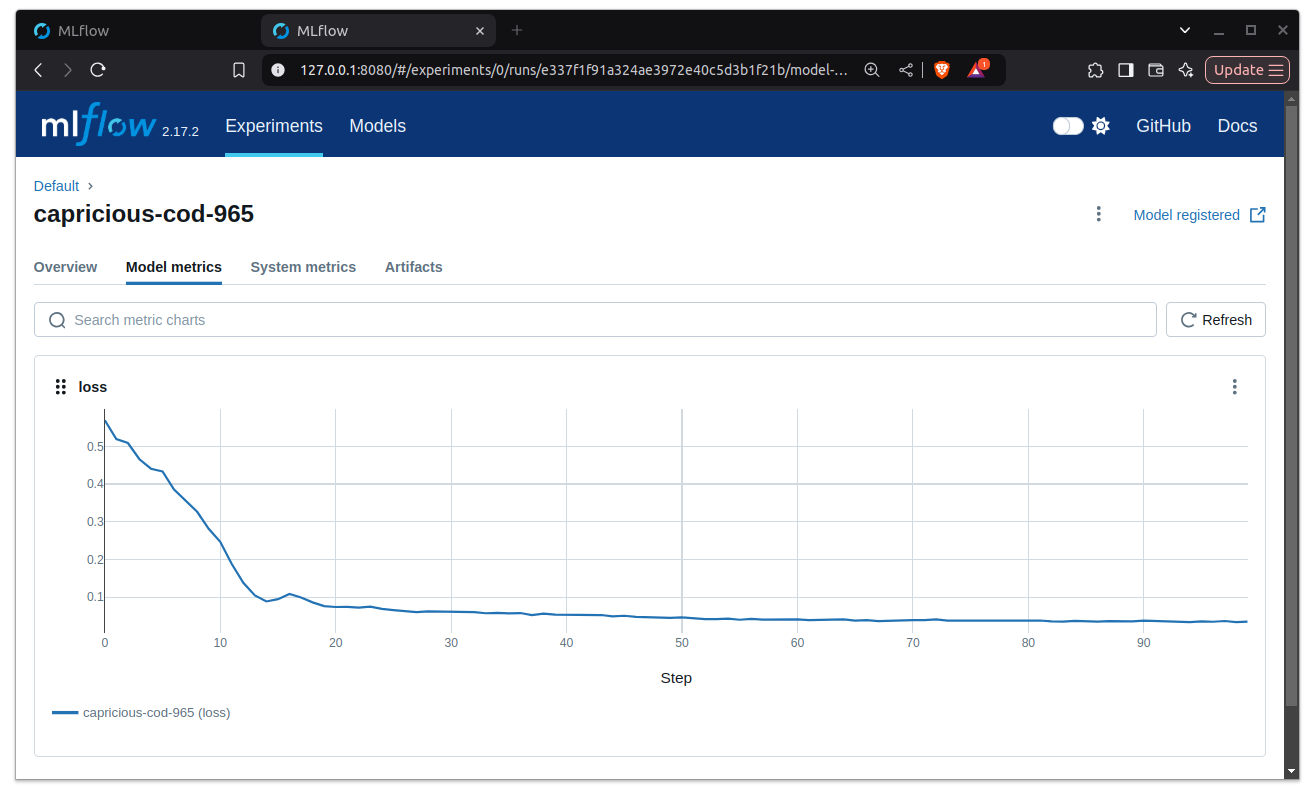 MLflow
MLflow
127.0.0.1:8080/#/experiments/0/runs/e337f1f91a324ae3972e40c5d3b1f21b/model-...
1
Update
mlflow 2.17.2
Experiments
Models
GitHub
Docs
Default
capricious-cod-965
Model registered
Overview
Model metrics
System metrics
Artifacts
Search metric charts
Refresh
loss
0.5
0.4
0.3
0.2
0.1
0 10 20 30 40 50 60 70 80 90
Step
capricious-cod-965 (loss)